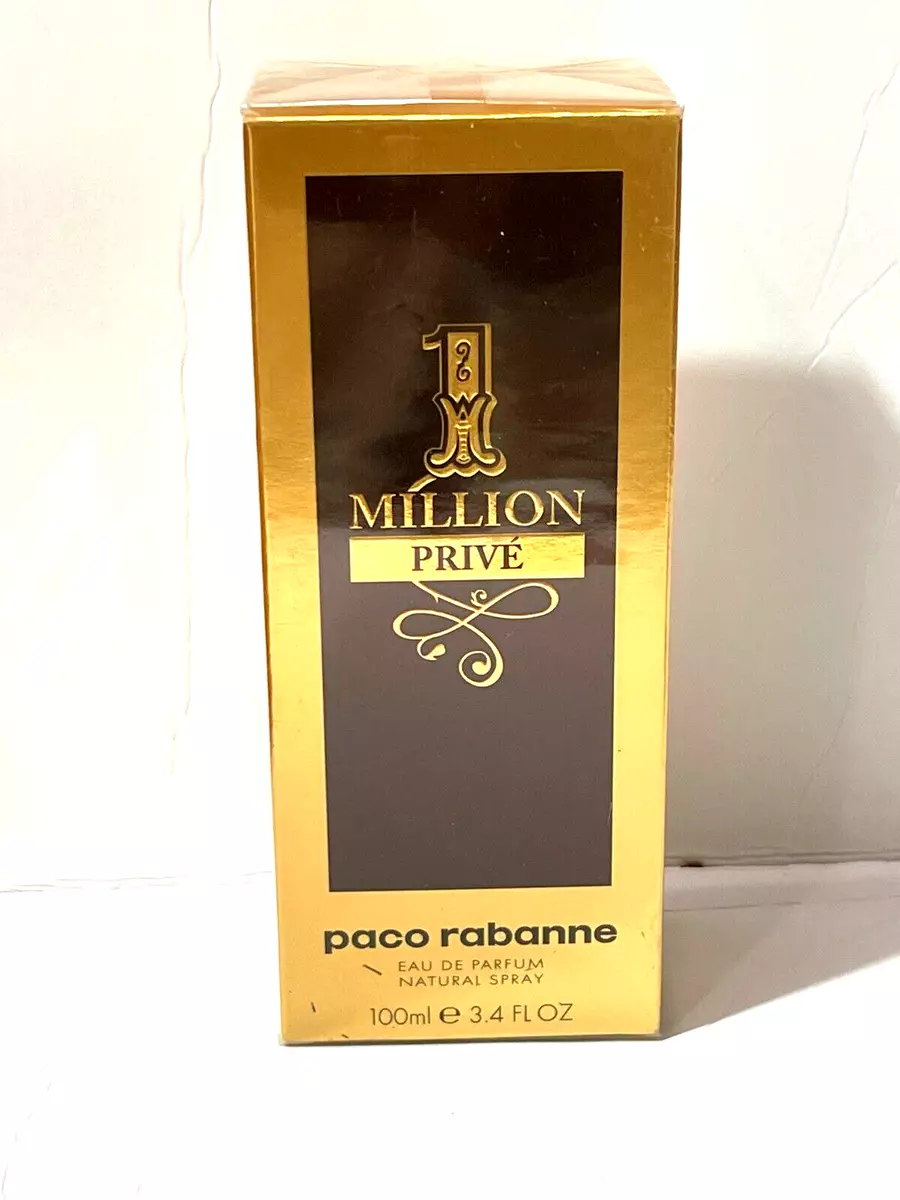 1
MILLION
PRIVÉ
paco rabanne
EAU DE PARFUM
NATURAL SPRAY
100ml ℮ 3.4 FL OZ